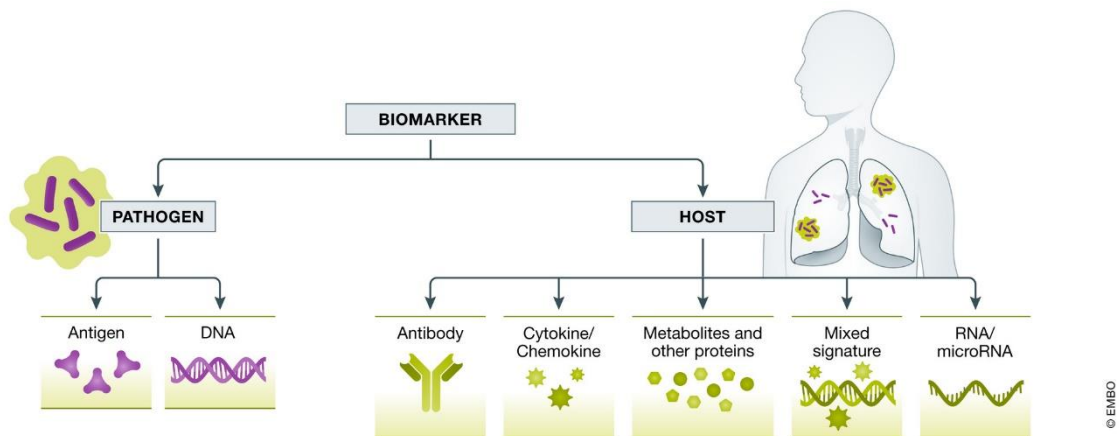 BIOMARKER
PATHOGEN
HOST
Antigen
DNA
Antibody
Cytokine/
Chemokine
Metabolites and
other proteins
Mixed
signature
RNA/
microRNA
© EMBO